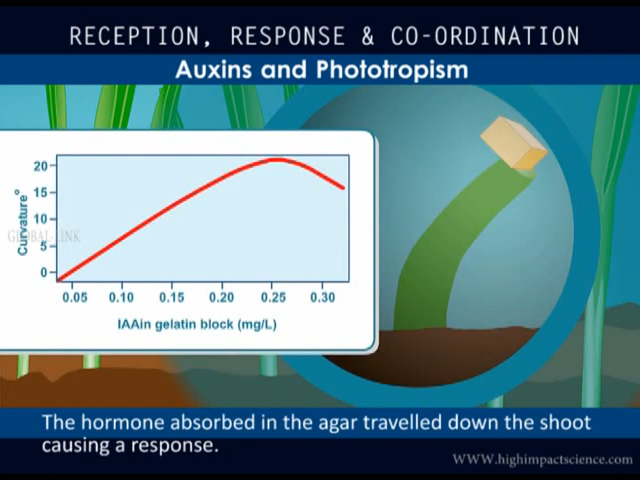 RECEPTION, RESPONSE & CO-ORDINATION
Auxins and Phototropism
20
15
10
5
0
Curvature°
GLOBAL-LINK
0.05 0.10 0.15 0.20 0.25 0.30
IAAin gelatin block (mg/L)
The hormone absorbed in the agar travelled down the shoot
causing a response.
WWW.highimpactscience.com